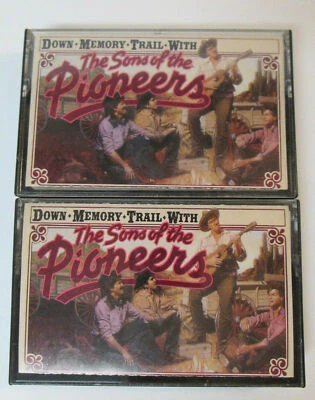 DOWN · MEMORY · TRAIL · WITH
The Sons of the
Pioneers
DOWN · MEMORY · TRAIL · WITH
The Sons of the
Pioneers